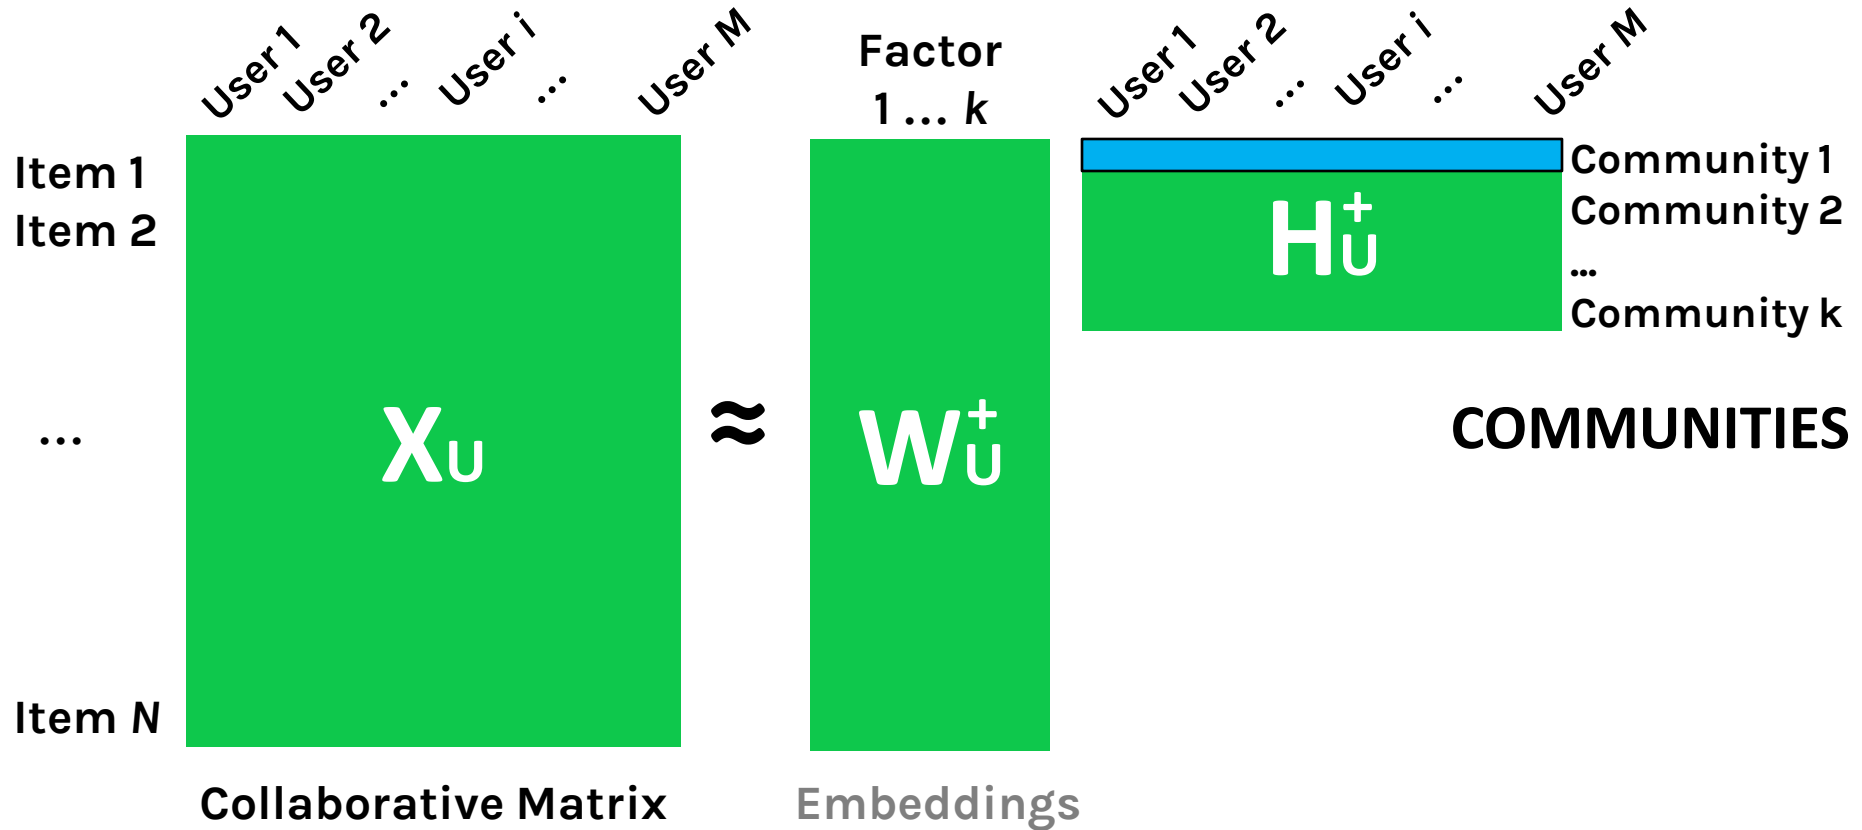 User 1 User 2 ... User i ... User M
Factor
1 ... k
User 1 User 2 ... User i ... User M
Item 1
Item 2
...
Item N
X U
≈
W + U
H + U
Community 1
Community 2
...
Community k
COMMUNITIES
Collaborative Matrix
Embeddings